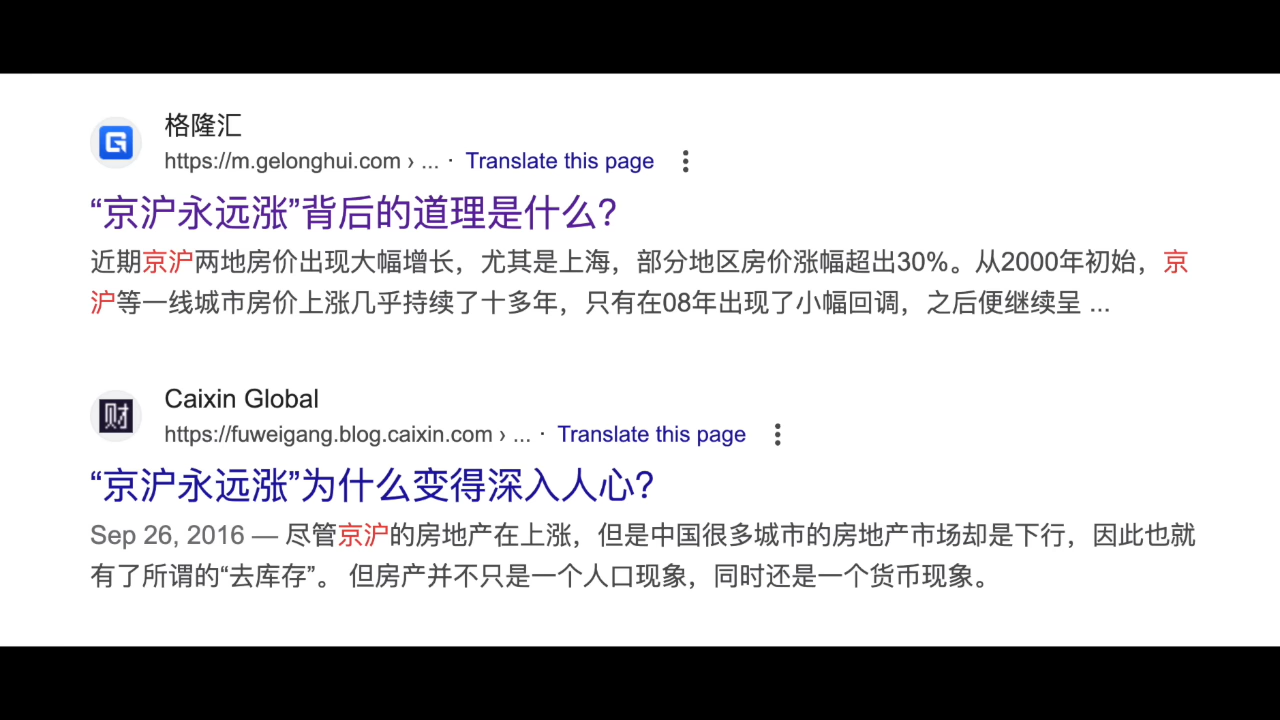 格隆汇
https://m.gelonghui.com › ... · Translate this page
“京沪永远涨”背后的道理是什么?
近期京沪两地房价出现大幅增长，尤其是上海，部分地区房价涨幅超出30%。从2000年初始，京
沪等一线城市房价上涨几乎持续了十多年，只有在08年出现了小幅回调，之后便继续呈 ...
财
Caixin Global
https://fuweigang.blog.caixin.com › ... · Translate this page
“京沪永远涨”为什么变得深入人心?
Sep 26, 2016 — 尽管京沪的房地产在上涨，但是中国很多城市的房地产市场却是下行，因此也就
有了所谓的“去库存”。 但房产并不只是一个人口现象，同时还是一个货币现象。